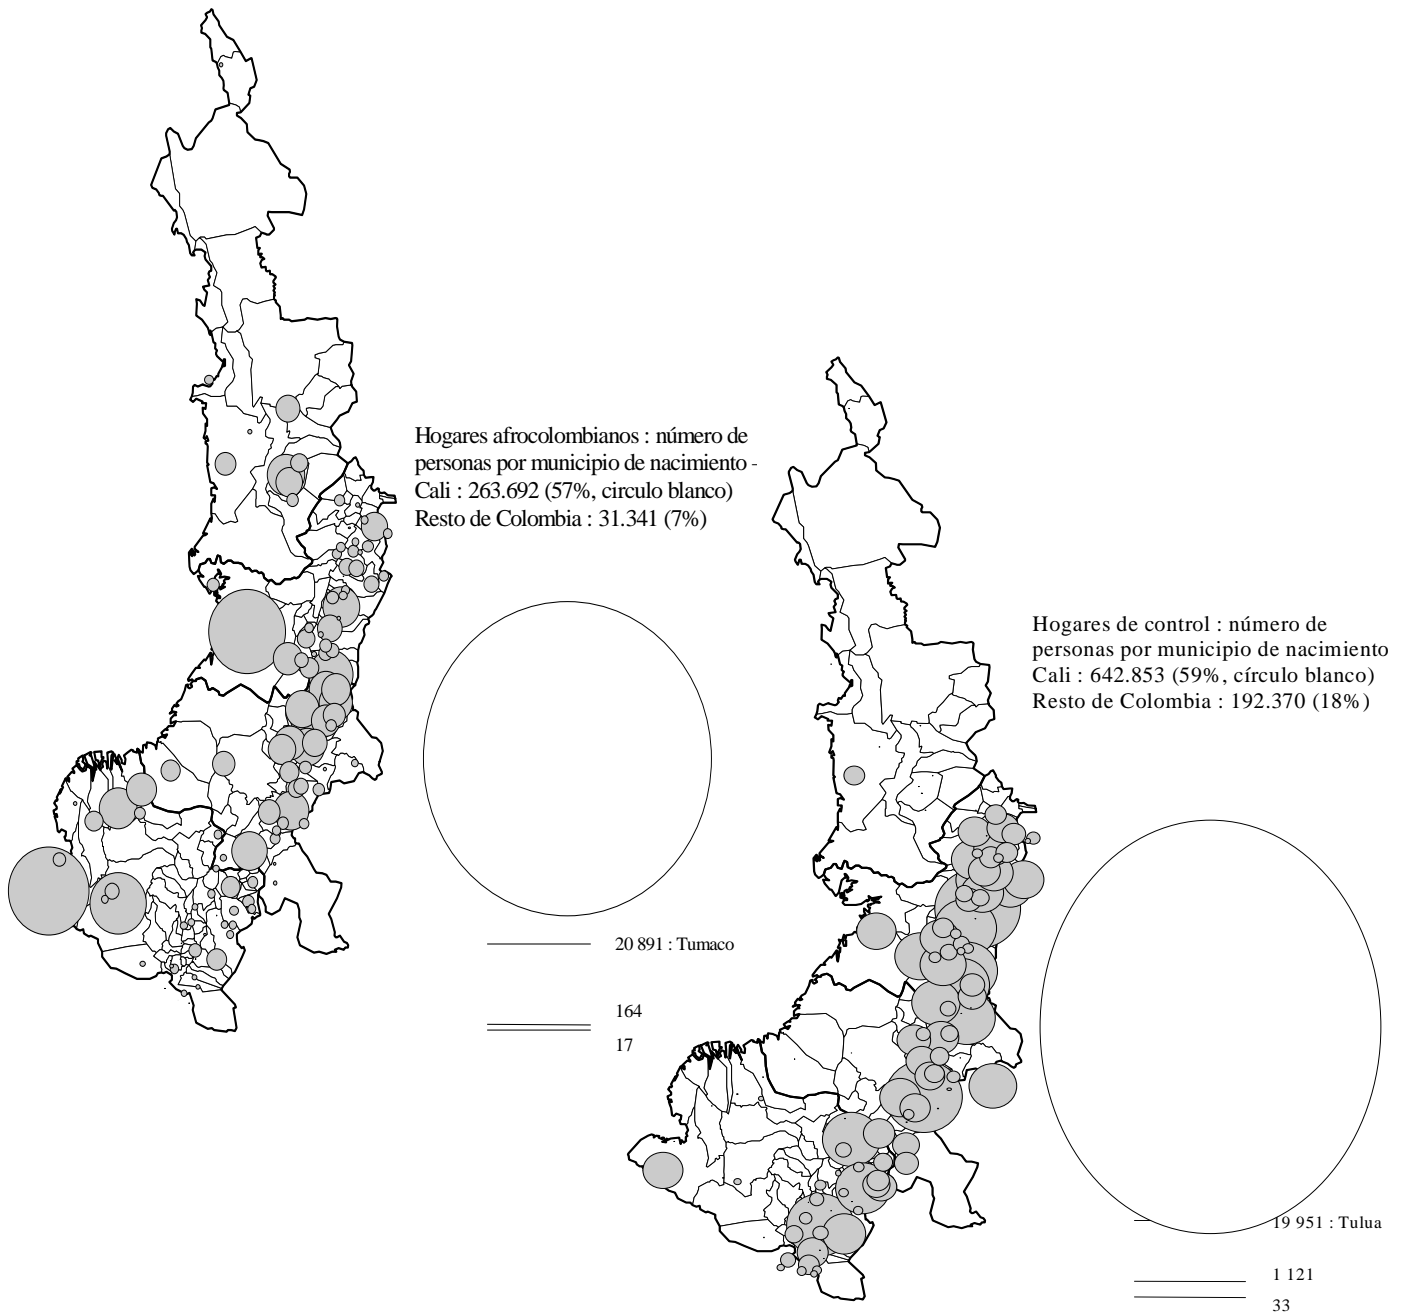 Hogares afrocolombianos : número de
personas por municipio de nacimiento -
Cali : 263.692 (57%, circulo blanco)
Resto de Colombia : 31.341 (7%)
20 891 : Tumaco
164
17
Hogares de control : número de
personas por municipio de nacimiento
Cali : 642.853 (59%, círculo blanco)
Resto de Colombia : 192.370 (18%)
19 951 : Tulua
1 121
33